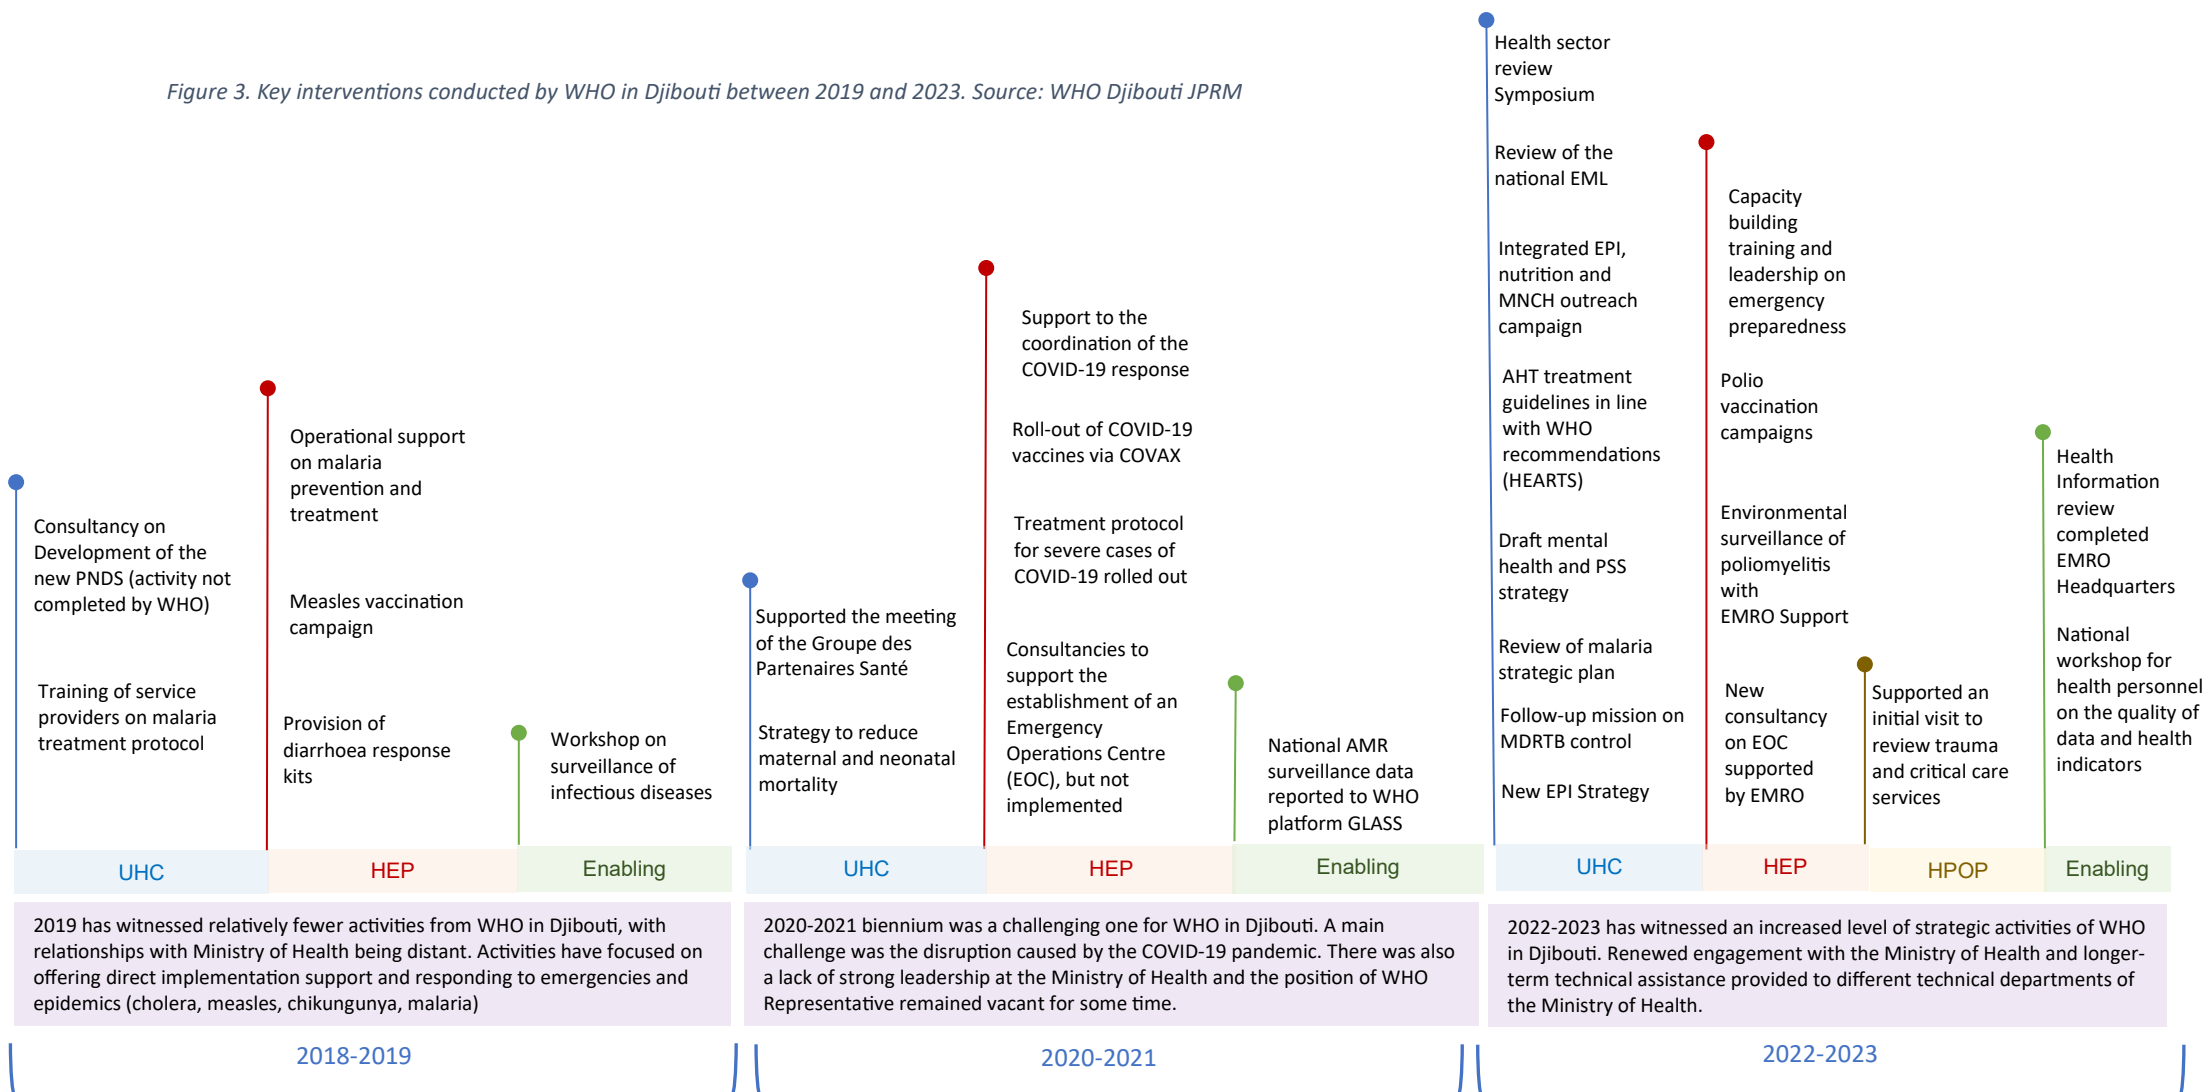 Figure 3. Key interventions conducted by WHO in Djibouti between 2019 and 2023. Source: WHO Djibouti JPRM
Consultancy on
Development of the
new PNDS (activity not
completed by WHO)
Training of service
providers on malaria
treatment protocol
Operational support
on malaria
prevention and
treatment
Measles vaccination
campaign
Provision of
diarrhoea response
kits
Workshop on
surveillance of
infectious diseases
UHC
HEP
Enabling
2019 has witnessed relatively fewer activities from WHO in Djibouti, with
relationships with Ministry of Health being distant. Activities have focused on
offering direct implementation support and responding to emergencies and
epidemics (cholera, measles, chikungunya, malaria)
2018-2019
Supported the meeting
of the Groupe des
Partenaires Santé
Strategy to reduce
maternal and neonatal
mortality
Support to the
coordination of the
COVID-19 response
Roll-out of COVID-19
vaccines via COVAX
Treatment protocol
for severe cases of
COVID-19 rolled out
Consultancies to
support the
establishment of an
Emergency
Operations Centre
(EOC), but not
implemented
National AMR
surveillance data
reported to WHO
platform GLASS
UHC
HEP
Enabling
2020-2021 biennium was a challenging one for WHO in Djibouti. A main
challenge was the disruption caused by the COVID-19 pandemic. There was also
a lack of strong leadership at the Ministry of Health and the position of WHO
Representative remained vacant for some time.
2020-2021
Health sector
review
Symposium
Review of the
national EML
Integrated EPI,
nutrition and
MNCH outreach
campaign
AHT treatment
guidelines in line
with WHO
recommendations
(HEARTS)
Draft mental
health and PSS
strategy
Review of malaria
strategic plan
Follow-up mission on
MDRTB control
New EPI Strategy
Capacity
building
training and
leadership on
emergency
preparedness
Polio
vaccination
campaigns
Environmental
surveillance of
poliomyelitis
with
EMRO Support
New
consultancy
on EOC
supported
by EMRO
Supported an
initial visit to
review trauma
and critical care
services
Health
Information
review
completed
EMRO
Headquarters
National
workshop for
health personnel
on the quality of
data and health
indicators
UHC
HEP
HPOP
Enabling
2022-2023 has witnessed an increased level of strategic activities of WHO
in Djibouti. Renewed engagement with the Ministry of Health and longer-
term technical assistance provided to different technical departments of
the Ministry of Health.
2022-2023